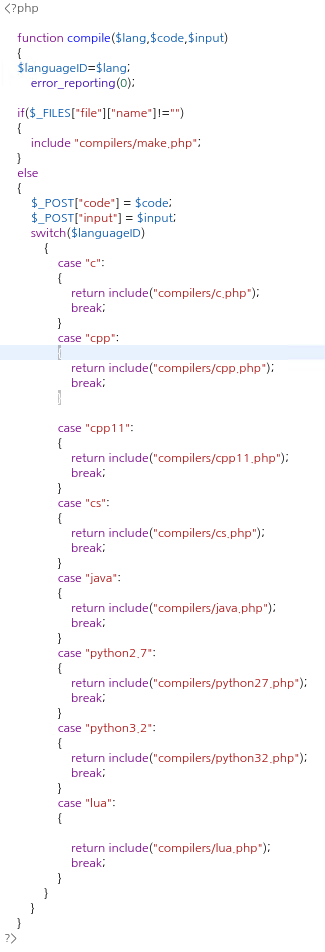 <?php
function compile($lang,$code,$input)
{
$languageID=$lang;
error_reporting(0);
if($_FILES["file"]["name"]!="")
{
include "compilers/make.php";
}
else
{
$_POST["code"] = $code;
$_POST["input"] = $input;
switch($languageID)
{
case "c":
{
return include("compilers/c.php");
break;
}
case "cpp":
{
return include("compilers/cpp.php");
break;
}
case "cpp11":
{
return include("compilers/cpp11.php");
break;
}
case "cs":
{
return include("compilers/cs.php");
break;
}
case "java":
{
return include("compilers/java.php");
break;
}
case "python2.7":
{
return include("compilers/python27.php");
break;
}
case "python3.2":
{
return include("compilers/python32.php");
break;
}
case "lua":
{
return include("compilers/lua.php");
break;
}
}
}
}
?>